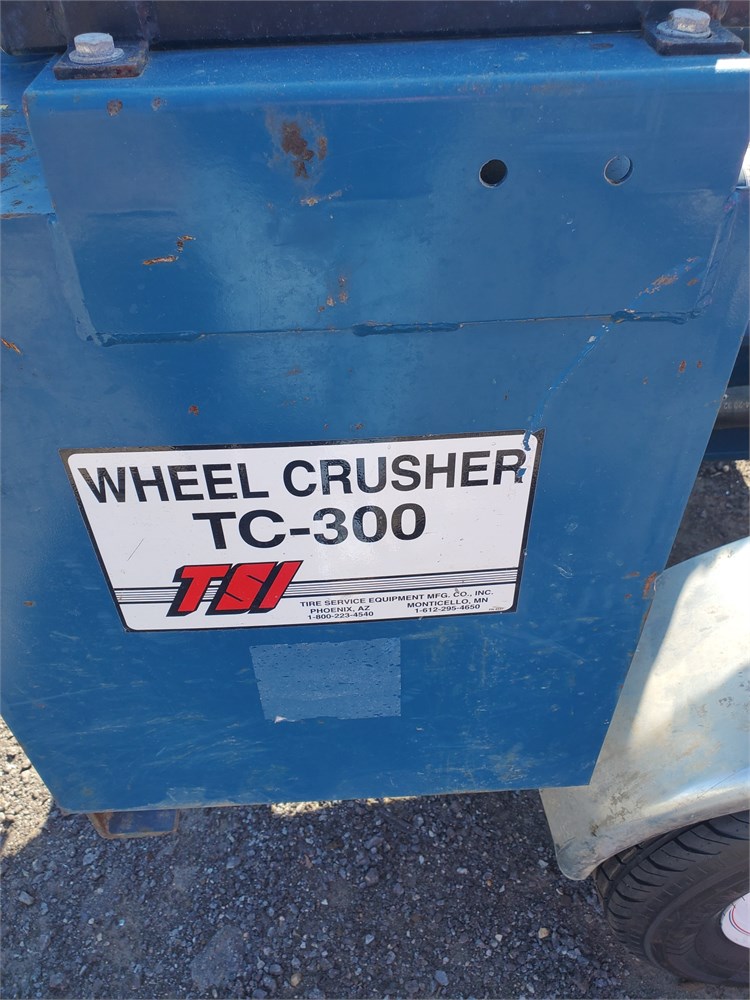 WHEEL CRUSHER
TC-300
TSI
TIRE SERVICE EQUIPMENT MFG. CO., INC.
PHOENIX, AZ MONTICELLO, MN
1-800-223-4540 1-612-295-4650